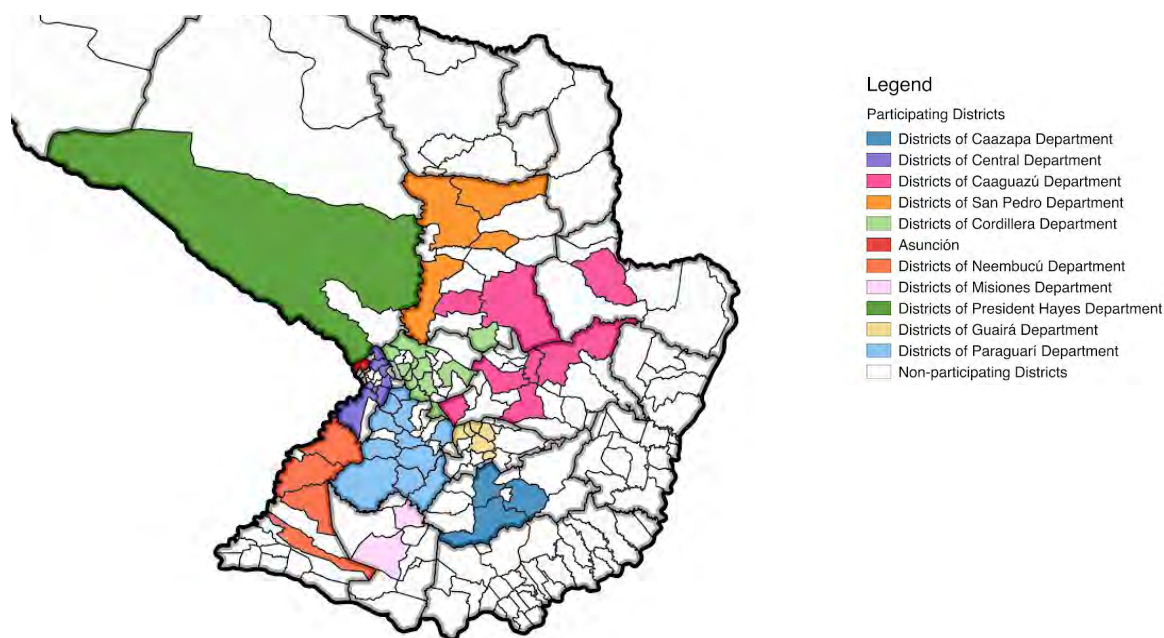 Legend
Participating Districts
Districts of Caazapa Department
Districts of Central Department
Districts of Caaguazú Department
Districts of San Pedro Department
Districts of Cordillera Department
Asunción
Districts of Neembucú Department
Districts of Misiones Department
Districts of President Hayes Department
Districts of Guairá Department
Districts of Paraguarí Department
Non-participating Districts